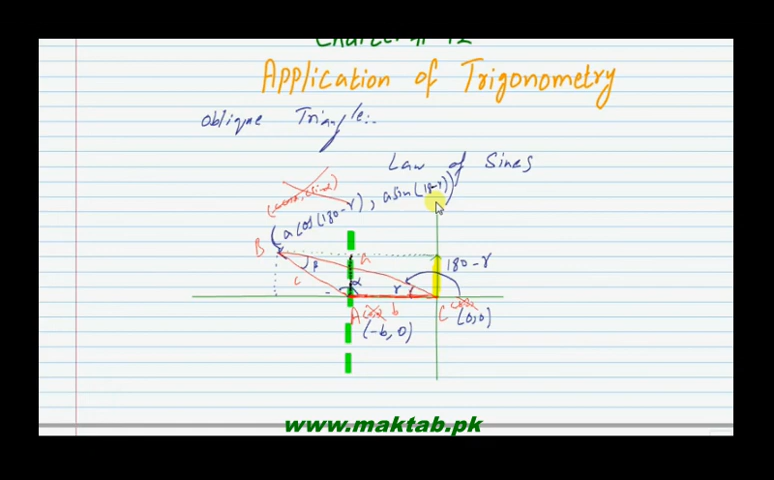 Application of Trigonometry
Oblique Triangle:-
Law of Sines
(a cos(180-γ), a sin(180-γ))
B
a
180-γ
β
c
α
γ
A
b
C
(0,0)
(-b, 0)
www.maktab.pk